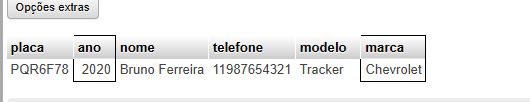 Opções extras
placa ano nome telefone modelo marca
PQR6F78 2020 Bruno Ferreira 11987654321 Tracker Chevrolet